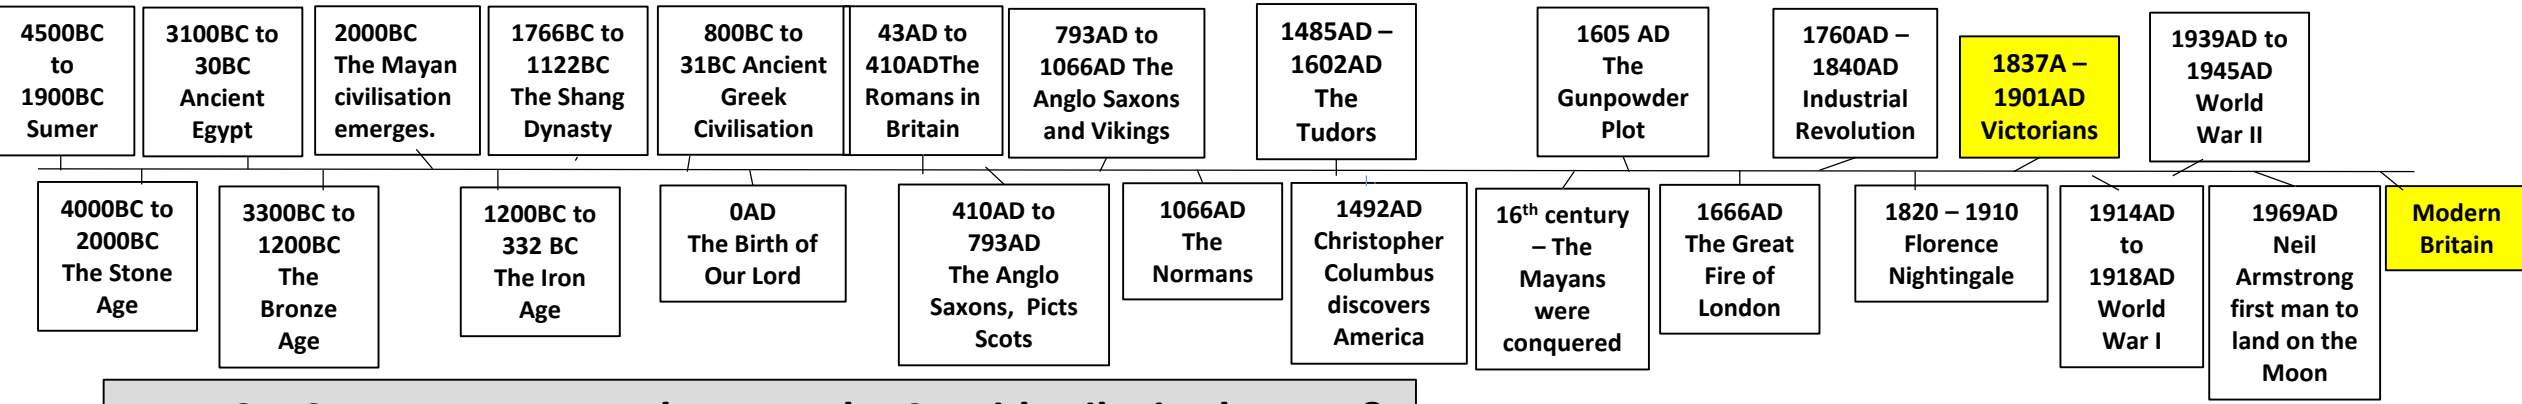 4500BC
to
1900BC
Sumer
3100BC to
30BC
Ancient
Egypt
2000BC
The Mayan
civilisation
emerges.
1766BC to
1122BC
The Shang
Dynasty
800BC to
31BC Ancient
Greek
Civilisation
43AD to
410ADThe
Romans in
Britain
793AD to
1066AD The
Anglo Saxons
and Vikings
1485AD –
1602AD
The
Tudors
1605 AD
The
Gunpowder
Plot
1760AD –
1840AD
Industrial
Revolution
1837A –
1901AD
Victorians
1939AD to
1945AD
World
War II
4000BC to
2000BC
The Stone
Age
3300BC to
1200BC
The
Bronze
Age
1200BC to
332 BC
The Iron
Age
0AD
The Birth of
Our Lord
410AD to
793AD
The Anglo
Saxons, Picts
Scots
1066AD
The
Normans
1492AD
Christopher
Columbus
discovers
America
16th century
– The
Mayans
were
conquered
1666AD
The Great
Fire of
London
1820 – 1910
Florence
Nightingale
1914AD
to
1918AD
World
War I
1969AD
Neil
Armstrong
first man to
land on the
Moon
Modern
Britain